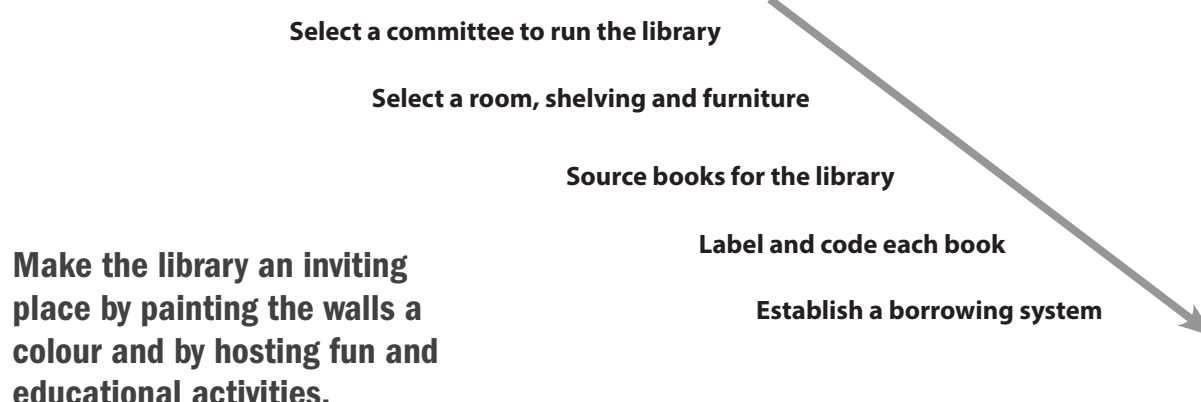 Select a committee to run the library
Select a room, shelving and furniture
Source books for the library
Label and code each book
Establish a borrowing system
Make the library an inviting
place by painting the walls a
colour and by hosting fun and
educational activities.